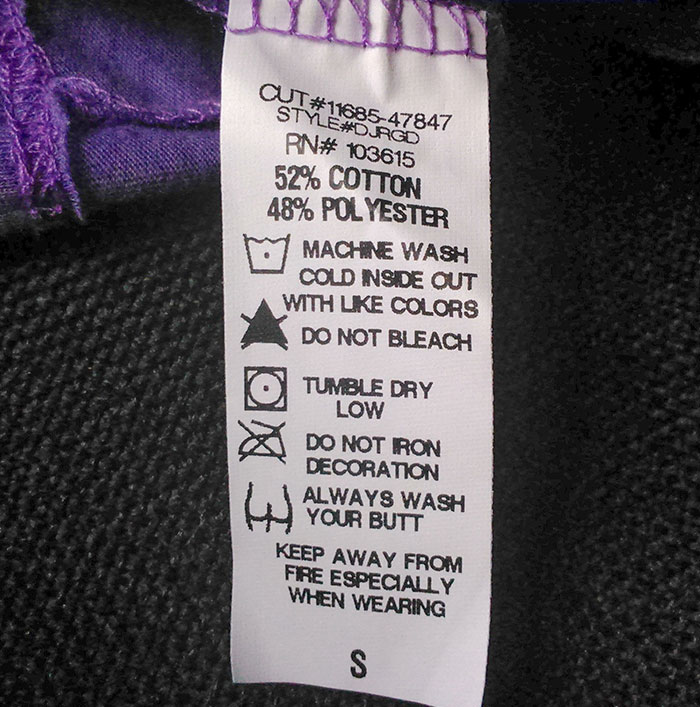 CUT#11685-47847
STYLE#DJRGD
RN# 103615
52% COTTON
48% POLYESTER
MACHINE WASH
COLD INSIDE OUT
WITH LIKE COLORS
DO NOT BLEACH
TUMBLE DRY
LOW
DO NOT IRON
DECORATION
ALWAYS WASH
YOUR BUTT
KEEP AWAY FROM
FIRE ESPECIALLY
WHEN WEARING
S